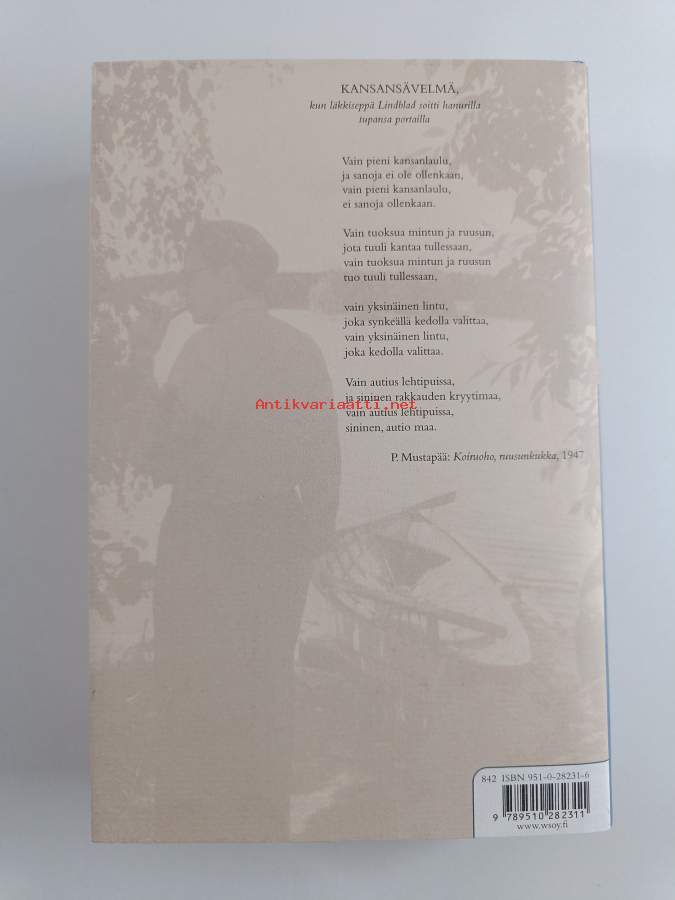 KANSANSÄVELMÄ,
kun läkkiseppä Lindblad soitti hanurilla
tupansa portailla
Vain pieni kansanlaulu,
ja sanoja ei ole ollenkaan,
vain pieni kansanlaulu,
ei sanoja ollenkaan.
Vain tuoksua mintun ja ruusun,
jota tuuli kantaa tullessaan,
vain tuoksua mintun ja ruusun
tuo tuuli tullessaan,
vain yksinäinen lintu,
joka synkeällä kedolla valittaa,
vain yksinäinen lintu,
joka kedolla valittaa.
Vain autius lehtipuissa,
ja sininen rakkauden kryytimaa,
Antikvariaatti.net
vain autius lehtipuissa,
sininen, autio maa.
P. Mustapää: Koiruoho, ruusunkukka, 1947
842 ISBN 951-0-28231-6
9 789510 282311
www.wsoy.fi